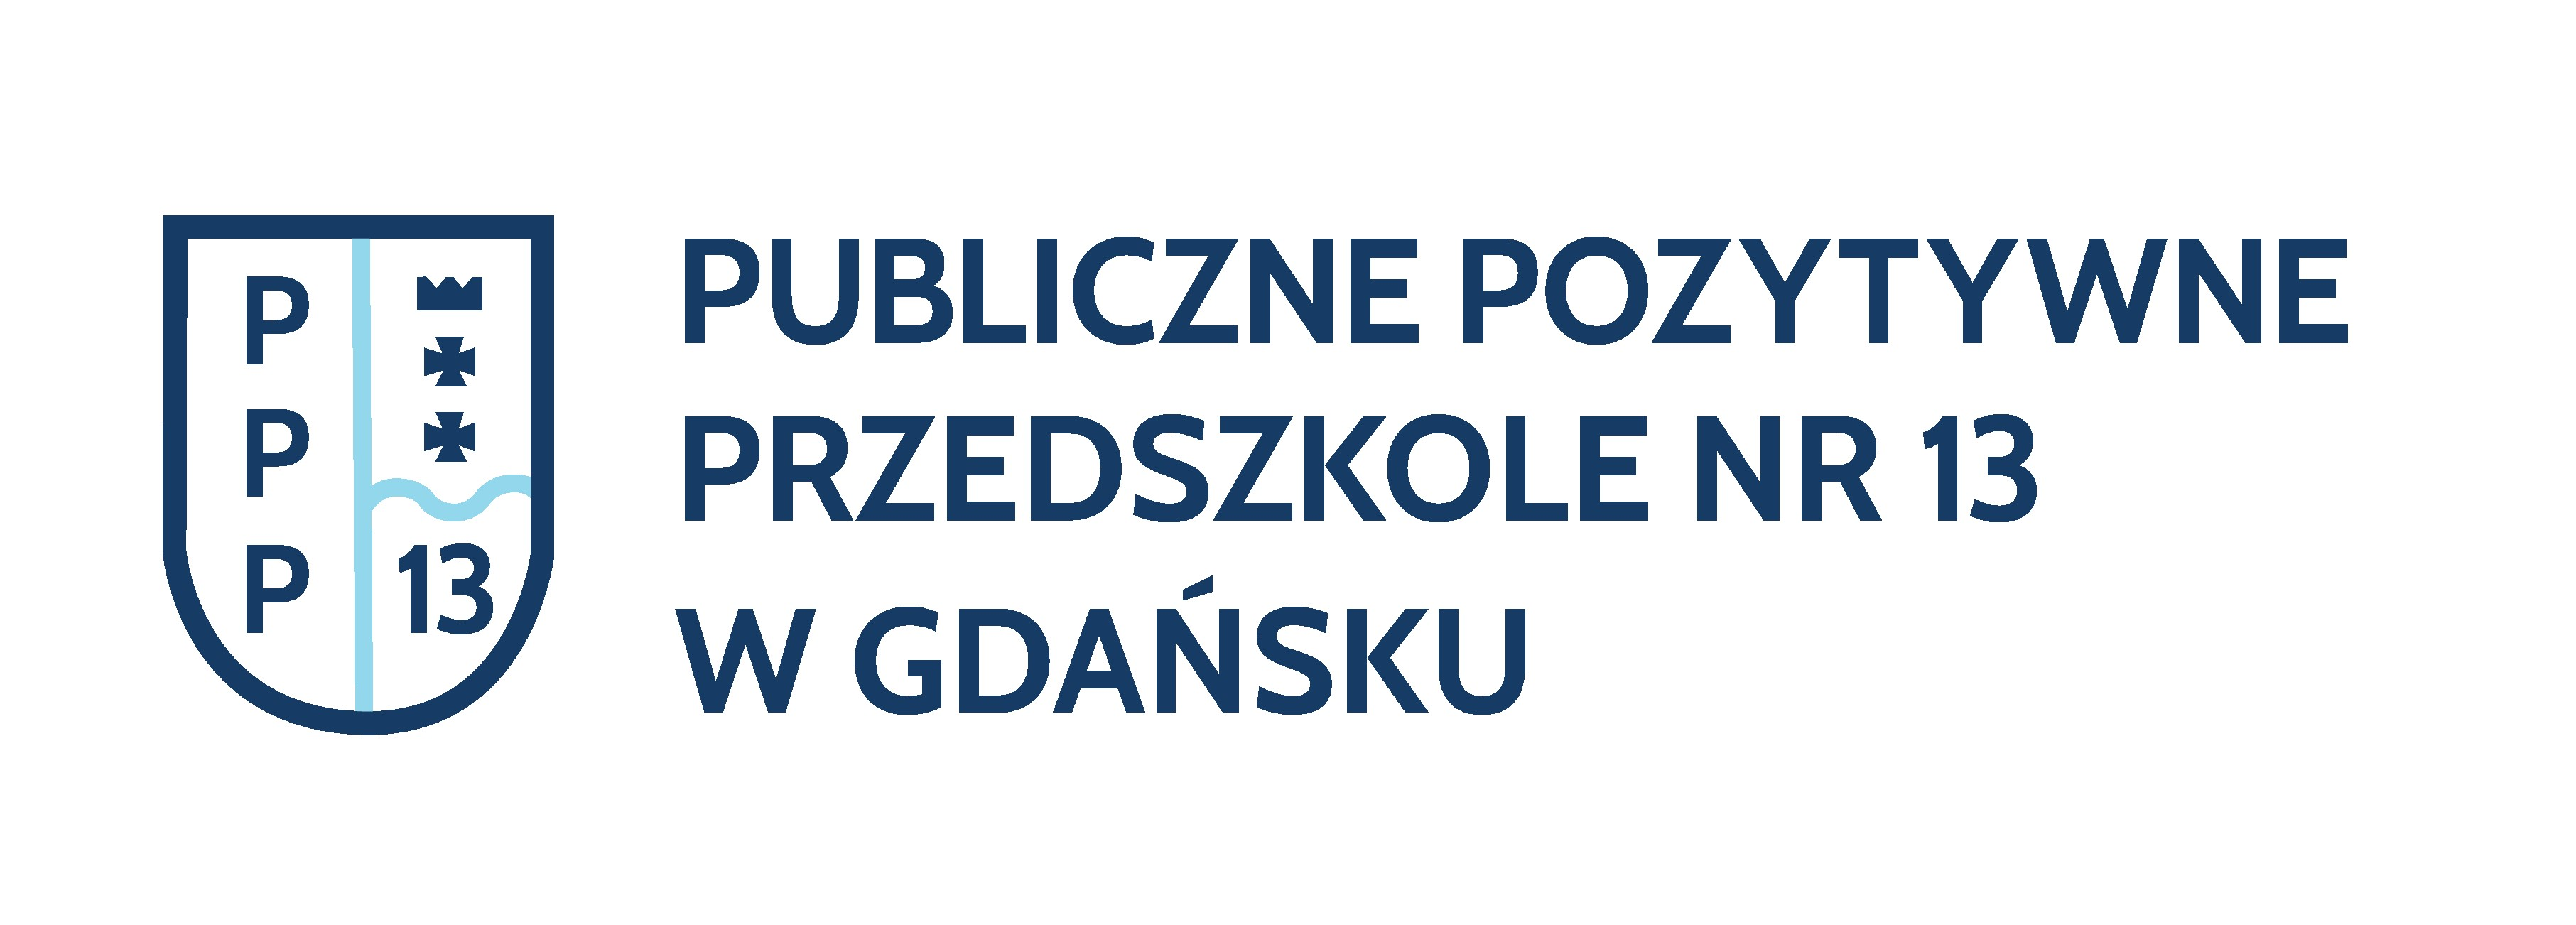 P
P
P
13
PUBLICZNE POZYTYWNE
PRZEDSZKOLE NR 13
W GDAŃSKU